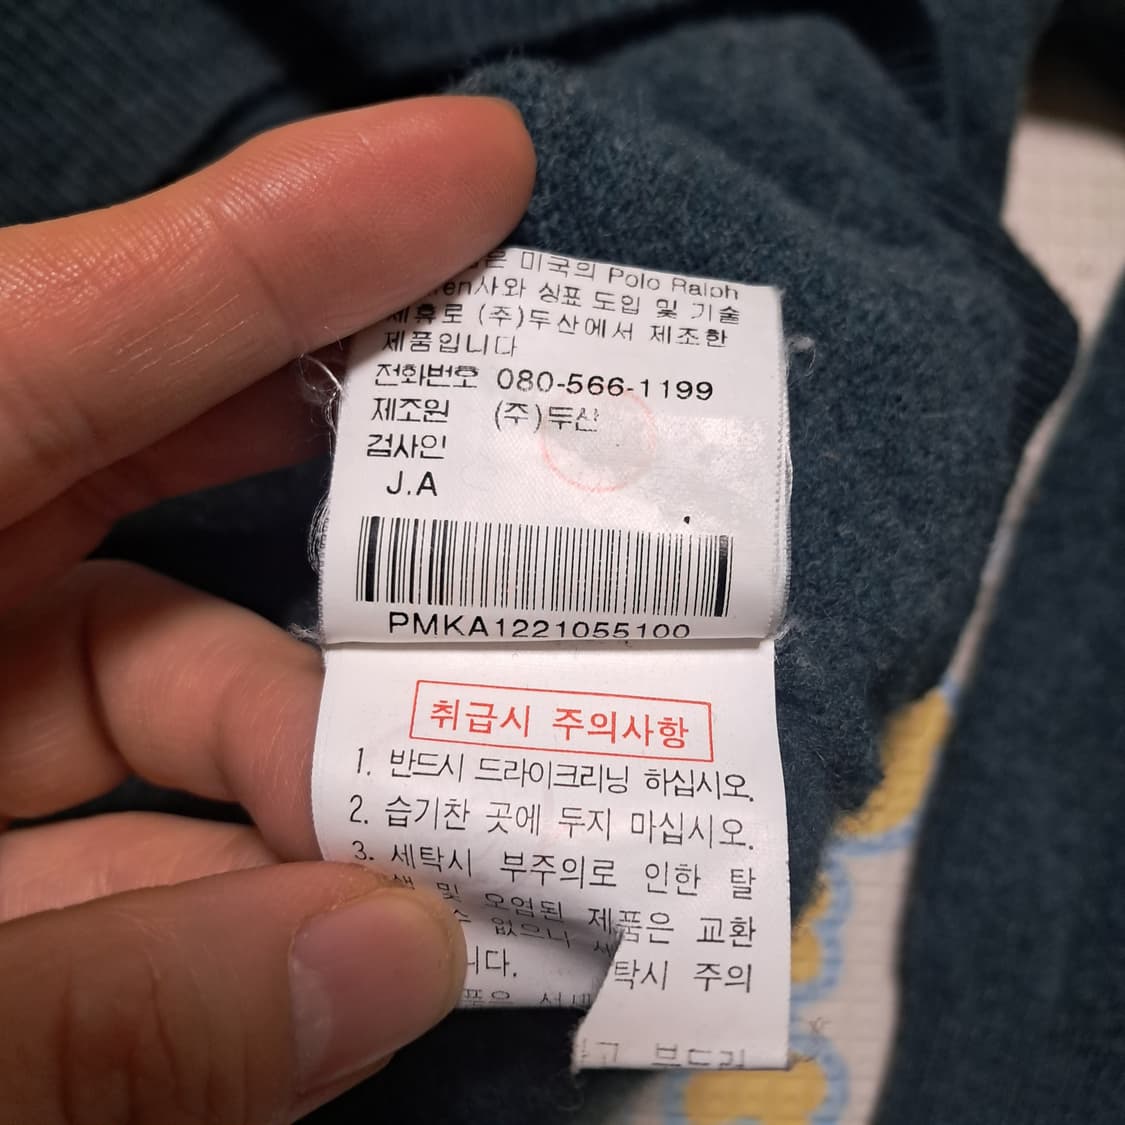 미국의 Polo Ralph
사와 상표 도입 및 기술
제휴로 (주)두산에서 제조한
제품입니다
전화번호 080-566-1199
제조원 (주)두산
검사인
J.A
PMKA1221055100
취급시 주의사항
1. 반드시 드라이크리닝 하십시오.
2. 습기찬 곳에 두지 마십시오.
3. 세탁시 부주의로 인한 탈
및 오염된 제품은 교환
없으니
탁시 주의
니다.